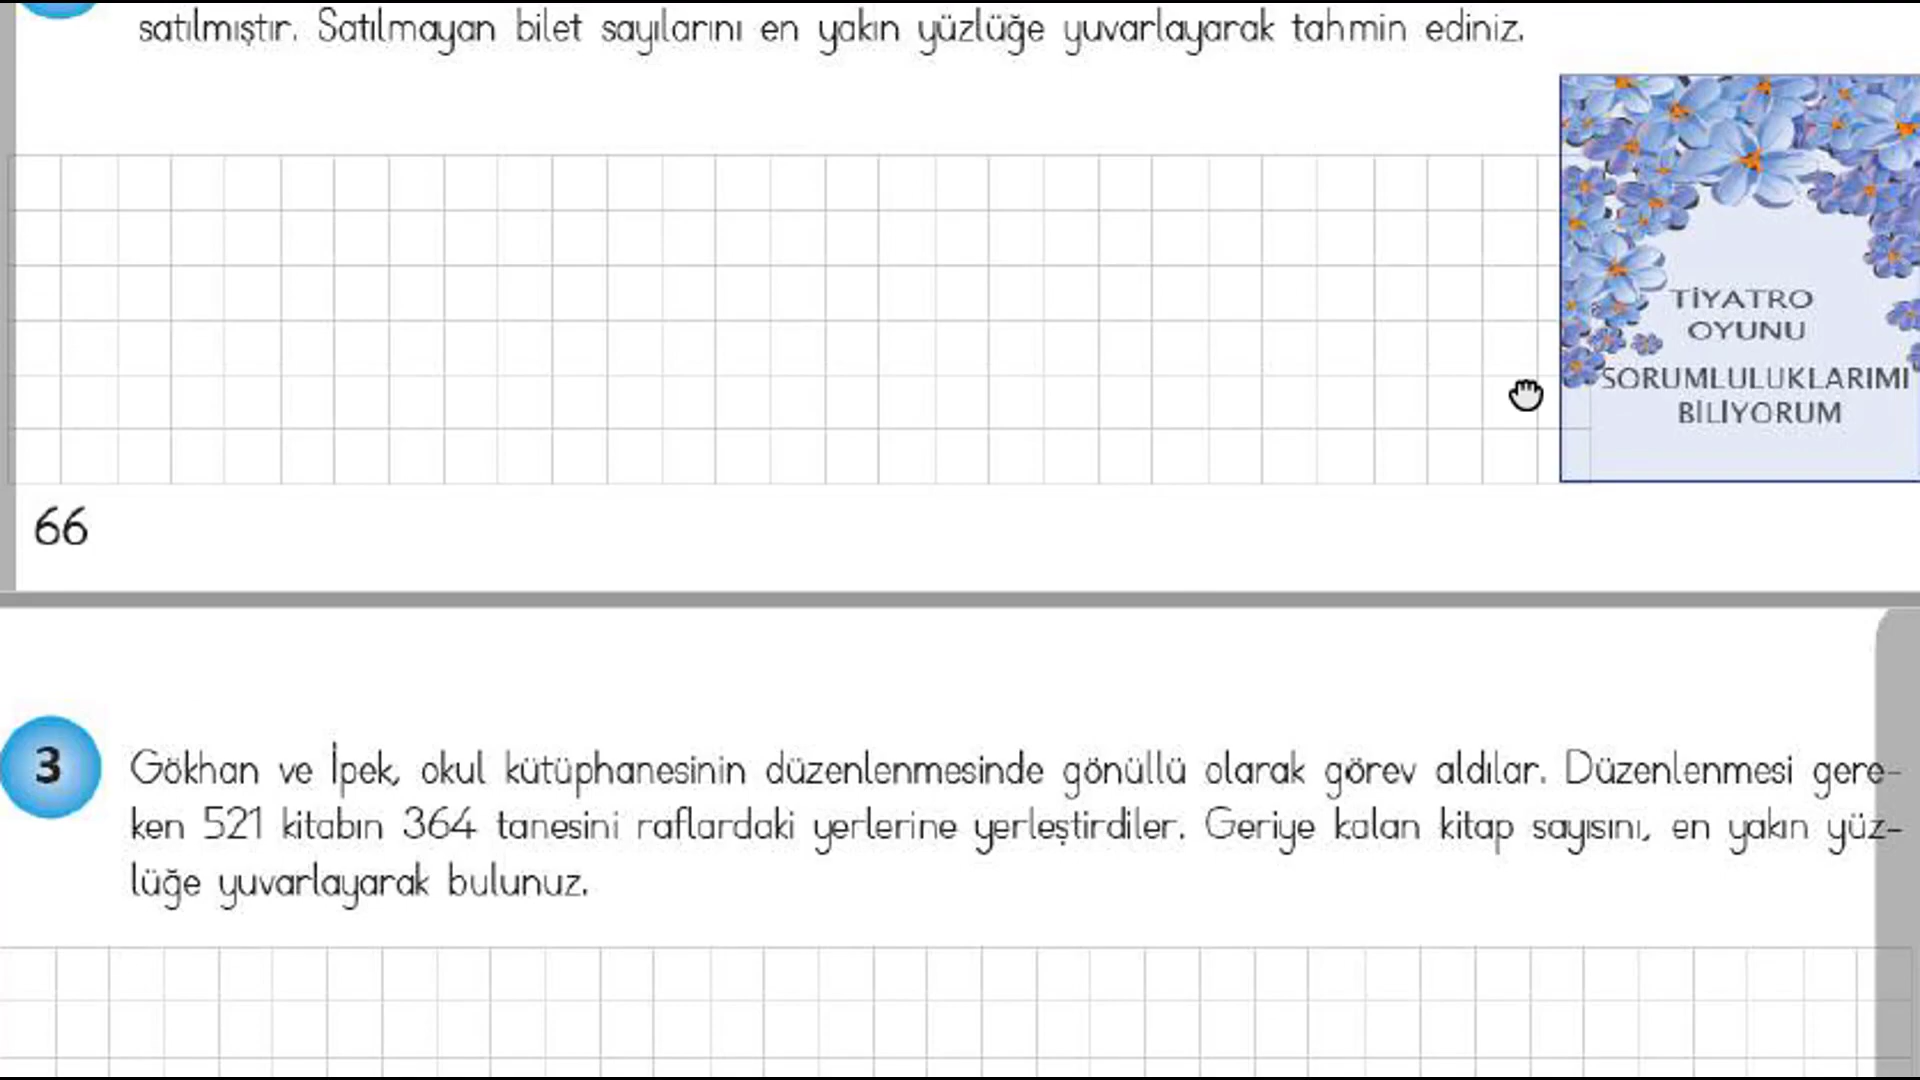 satılmıştır. Satılmayan bilet sayılarını en yakın yüzlüğe yuvarlayarak tahmin ediniz.
TİYATRO
OYUNU
SORUMLULUKLARIMI
BİLİYORUM
66
3
Gökhan ve İpek, okul kütüphanesinin düzenlenmesinde gönüllü olarak görev aldılar. Düzenlenmesi gere-
ken 521 kitabın 364 tanesini raflardaki yerlerine yerleştirdiler. Geriye kalan kitap sayısını, en yakın yüz-
lüğe yuvarlayarak bulunuz.